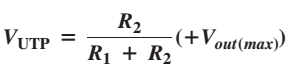 V_UTP = R_2 / (R_1 + R_2) (+V_out(max))